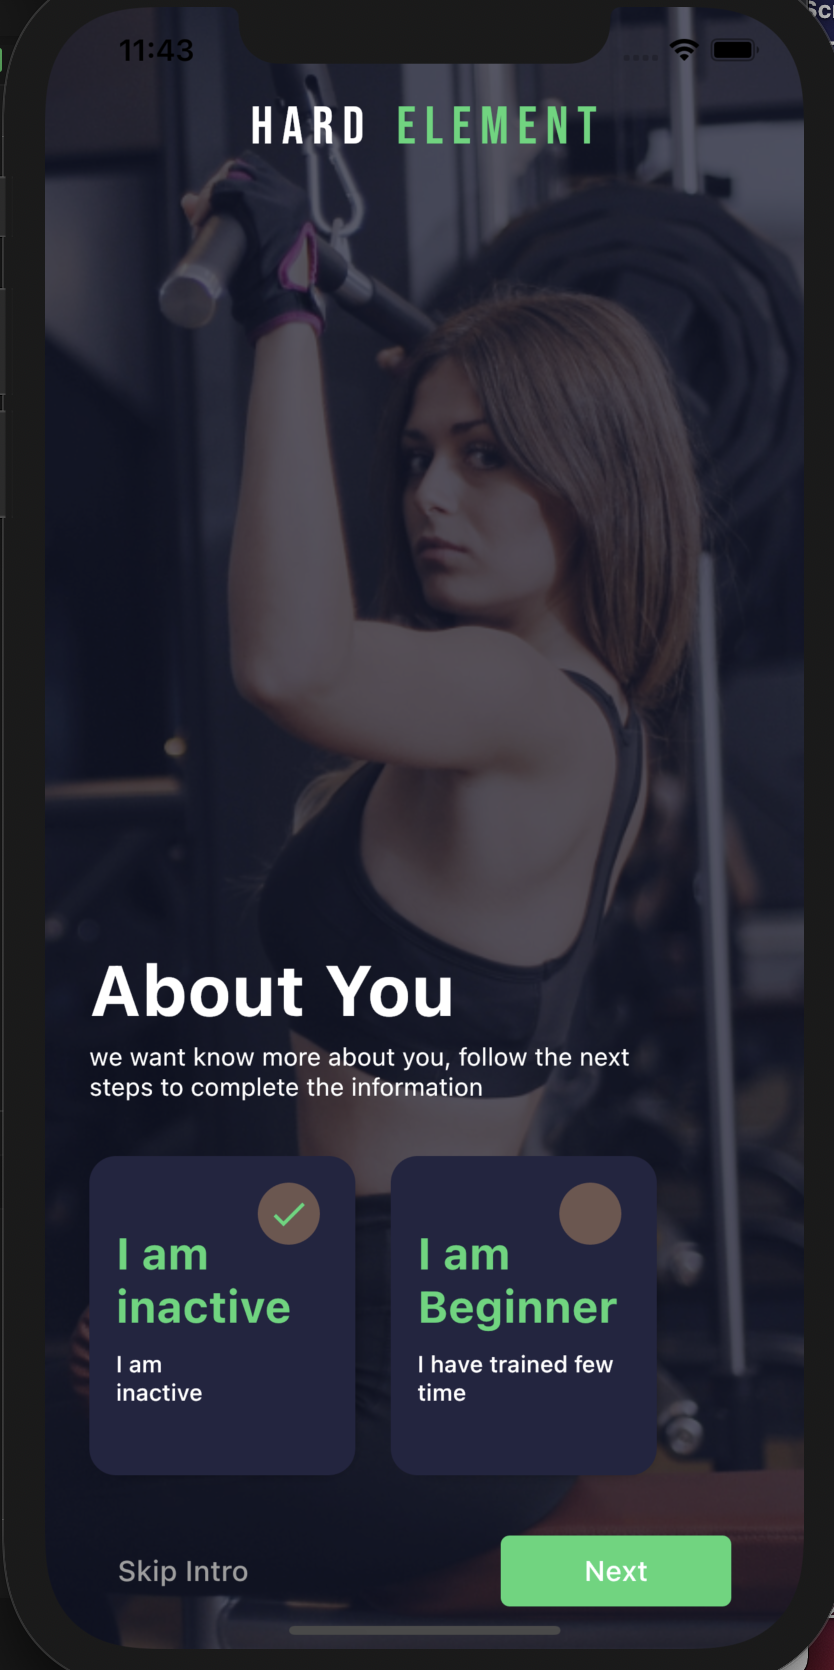 11:43
HARD ELEMENT
About You
we want know more about you, follow the next
steps to complete the information
I am
inactive
I am
inactive
I am
Beginner
I have trained few
time
Skip Intro
Next